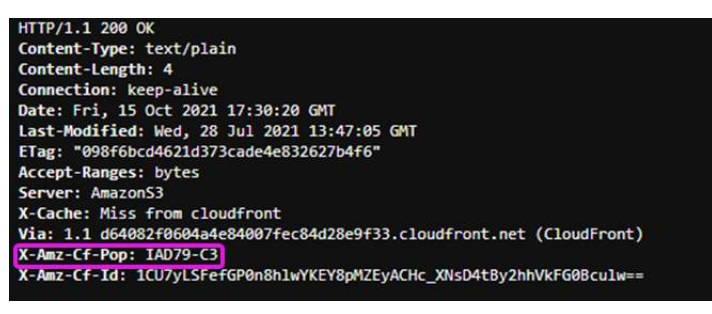 HTTP/1.1 200 OK
Content-Type: text/plain
Content-Length: 4
Connection: keep-alive
Date: Fri, 15 Oct 2021 17:30:20 GMT
Last-Modified: Wed, 28 Jul 2021 13:47:05 GMT
ETag: "098f6bcd4621d373cade4e832627b4f6"
Accept-Ranges: bytes
Server: AmazonS3
X-Cache: Miss from cloudfront
Via: 1.1 d64082f0604a4e84007fec84d28e9f33.cloudfront.net (CloudFront)
X-Amz-Cf-Pop: IAD79-C3
X-Amz-Cf-Id: 1CU7yLSFefGP0n8hlwYKEY8pMZEyACHc_XNsD4tBy2hhVkFG0Bculw==